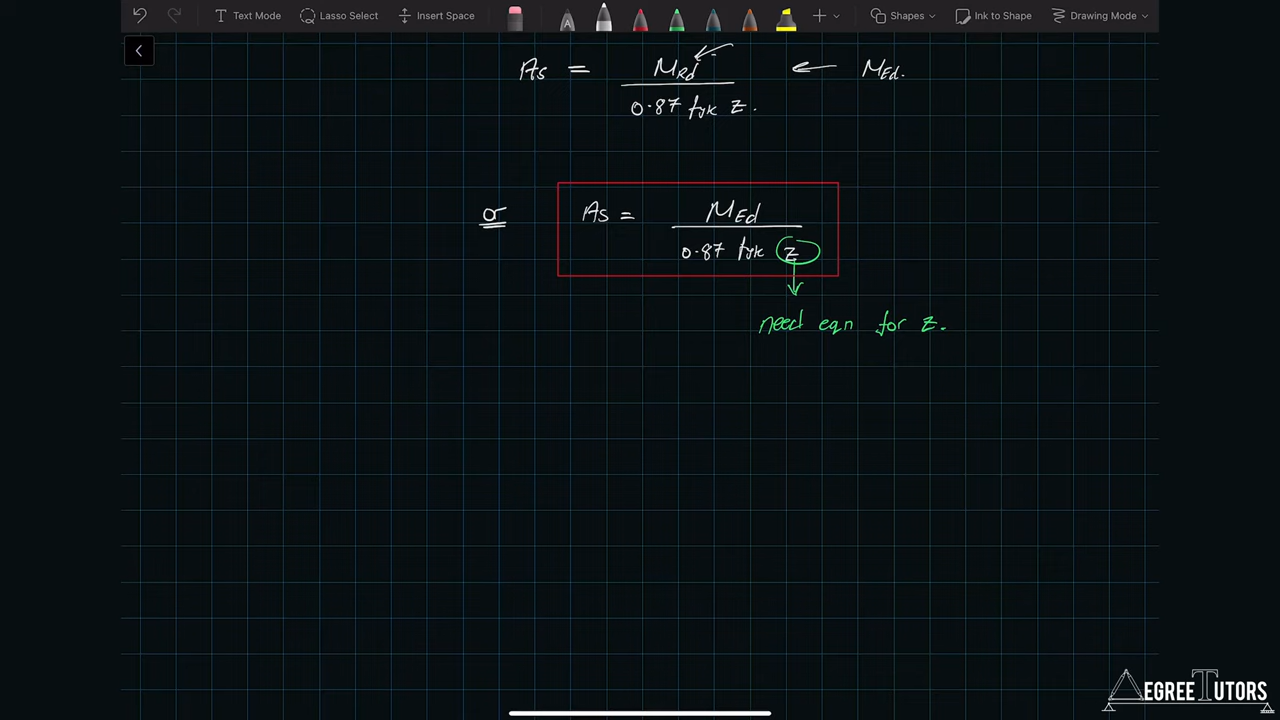 Text Mode Lasso Select Insert Space A Shapes Ink to Shape Drawing Mode
As = MRd ← MEd.
0.87 fyk z.
or As = MEd
0.87 fyk z
need eqn for z.
DEGREE TUTORS